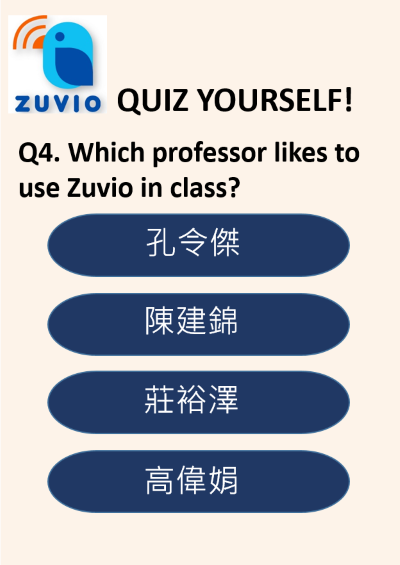 ZUVIO QUIZ YOURSELF!
Q4. Which professor likes to
use Zuvio in class?
孔令傑
陳建錦
莊裕澤
高偉娟